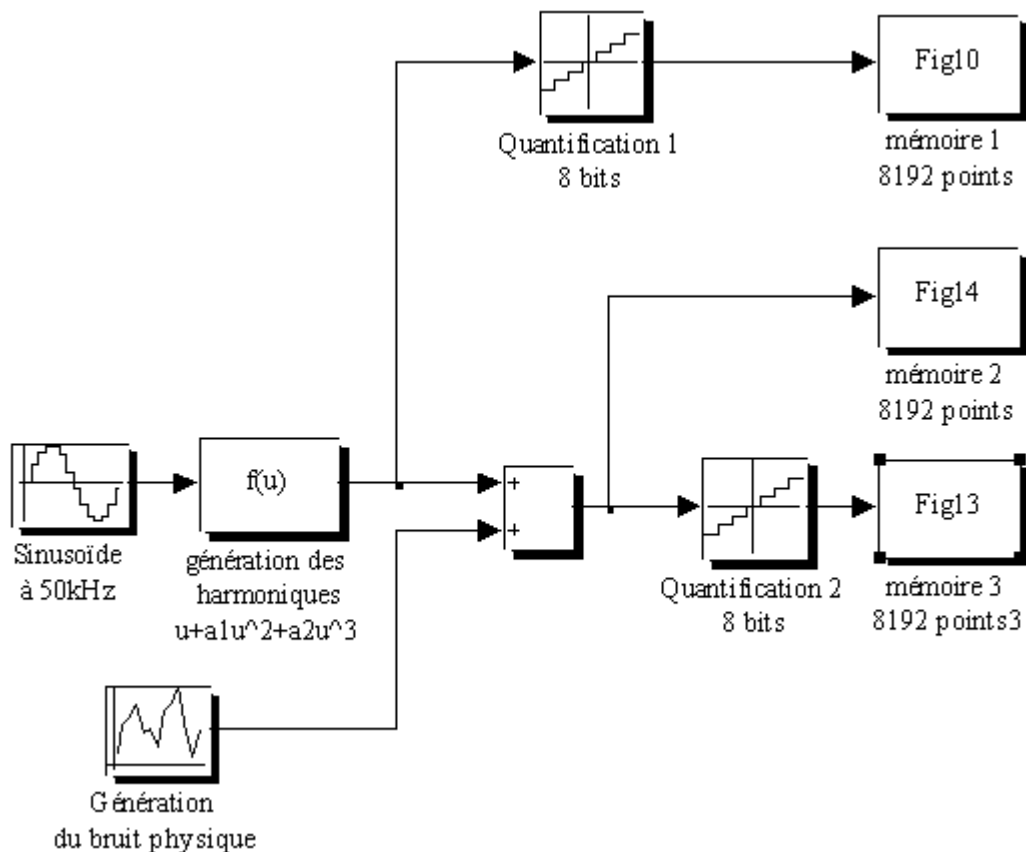 Fig10
Quantification 1
8 bits
mémoire 1
8192 points
Fig14
mémoire 2
8192 points
f(u)
+
+
Fig13
Sinusoïde
à 50kHz
génération des
harmoniques
u+a1u^2+a2u^3
Quantification 2
8 bits
mémoire 3
8192 points3
Génération
du bruit physique